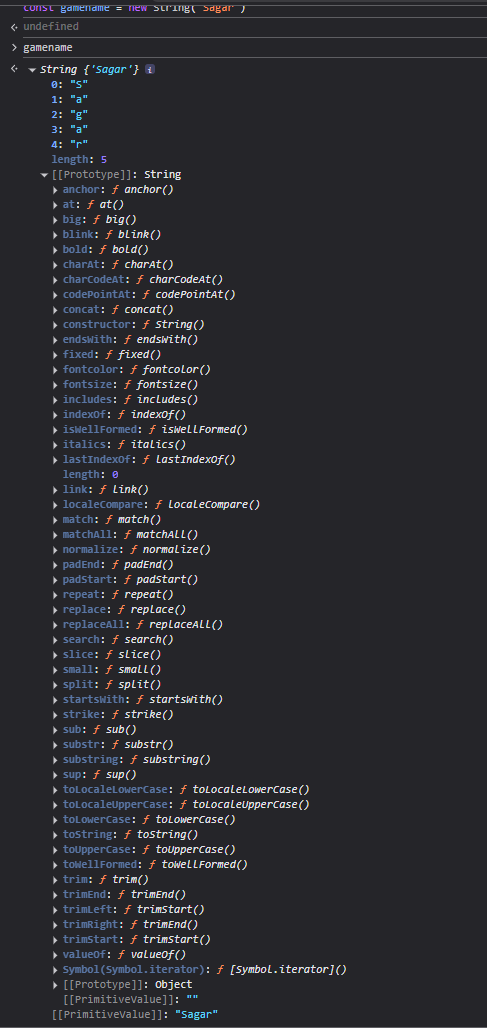 const gamename = new String('Sagar')
undefined
gamename
String {'Sagar'} i
0: "S"
1: "a"
2: "g"
3: "a"
4: "r"
length: 5
[[Prototype]]: String
anchor: ƒ anchor()
at: ƒ at()
big: ƒ big()
blink: ƒ blink()
bold: ƒ bold()
charAt: ƒ charAt()
charCodeAt: ƒ charCodeAt()
codePointAt: ƒ codePointAt()
concat: ƒ concat()
constructor: ƒ String()
endsWith: ƒ endsWith()
fixed: ƒ fixed()
fontcolor: ƒ fontcolor()
fontsize: ƒ fontsize()
includes: ƒ includes()
indexOf: ƒ indexOf()
isWellFormed: ƒ isWellFormed()
italics: ƒ italics()
lastIndexOf: ƒ lastIndexOf()
length: 0
link: ƒ link()
localeCompare: ƒ localeCompare()
match: ƒ match()
matchAll: ƒ matchAll()
normalize: ƒ normalize()
padEnd: ƒ padEnd()
padStart: ƒ padStart()
repeat: ƒ repeat()
replace: ƒ replace()
replaceAll: ƒ replaceAll()
search: ƒ search()
slice: ƒ slice()
small: ƒ small()
split: ƒ split()
startsWith: ƒ startsWith()
strike: ƒ strike()
sub: ƒ sub()
substr: ƒ substr()
substring: ƒ substring()
sup: ƒ sup()
toLocaleLowerCase: ƒ toLocaleLowerCase()
toLocaleUpperCase: ƒ toLocaleUpperCase()
toLowerCase: ƒ toLowerCase()
toString: ƒ toString()
toUpperCase: ƒ toUpperCase()
toWellFormed: ƒ toWellFormed()
trim: ƒ trim()
trimEnd: ƒ trimEnd()
trimLeft: ƒ trimStart()
trimRight: ƒ trimEnd()
trimStart: ƒ trimStart()
valueOf: ƒ valueOf()
Symbol(Symbol.iterator): ƒ [Symbol.iterator]()
[[Prototype]]: Object
[[PrimitiveValue]]: ""
[[PrimitiveValue]]: "Sagar"